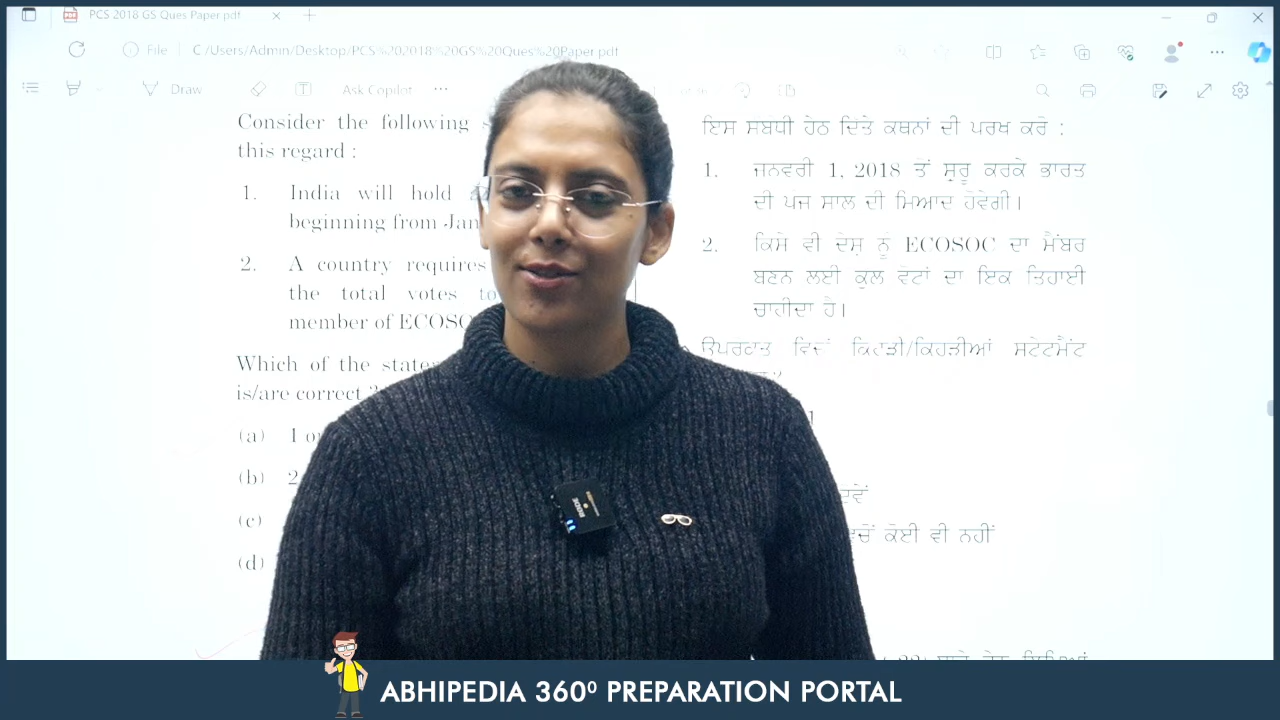 PCS 2018 GS Ques Paper.pdf
File C:/Users/Admin/Desktop/PCS%202018%20GS%20Ques%20Paper.pdf
Draw Ask Copilot
Consider the following
this regard :
1. India will hold
beginning from Jan
2. A country requires
the total votes to
member of ECOSO
Which of the state
is/are correct ?
(a) 1
(b) 2
(c)
(d)
ਇਸ ਸਬੰਧੀ ਹੇਠ ਦਿੱਤੇ ਕਥਨਾਂ ਦੀ ਪਰਖ ਕਰੋ :
1. ਜਨਵਰੀ 1, 2018 ਤੋਂ ਸ਼ੁਰੂ ਕਰਕੇ ਭਾਰਤ
ਦੀ ਪੰਜ ਸਾਲ ਦੀ ਮਿਆਦ ਹੋਵੇਗੀ।
2. ਕਿਸੇ ਵੀ ਦੇਸ਼ ਨੂੰ ECOSOC ਦਾ ਮੈਂਬਰ
ਬਣਨ ਲਈ ਕੁਲ ਵੋਟਾਂ ਦਾ ਇਕ ਤਿਹਾਈ
ਚਾਹੀਦਾ ਹੈ।
ਉਪਰੋਕਤ ਵਿਚੋਂ ਕਿਹੜੀ/ਕਿਹੜੀਆਂ ਸਟੇਟਮੈਂਟ
ਕੋਈ ਵੀ ਨਹੀਂ
RODE
ABHIPEDIA 360⁰ PREPARATION PORTAL